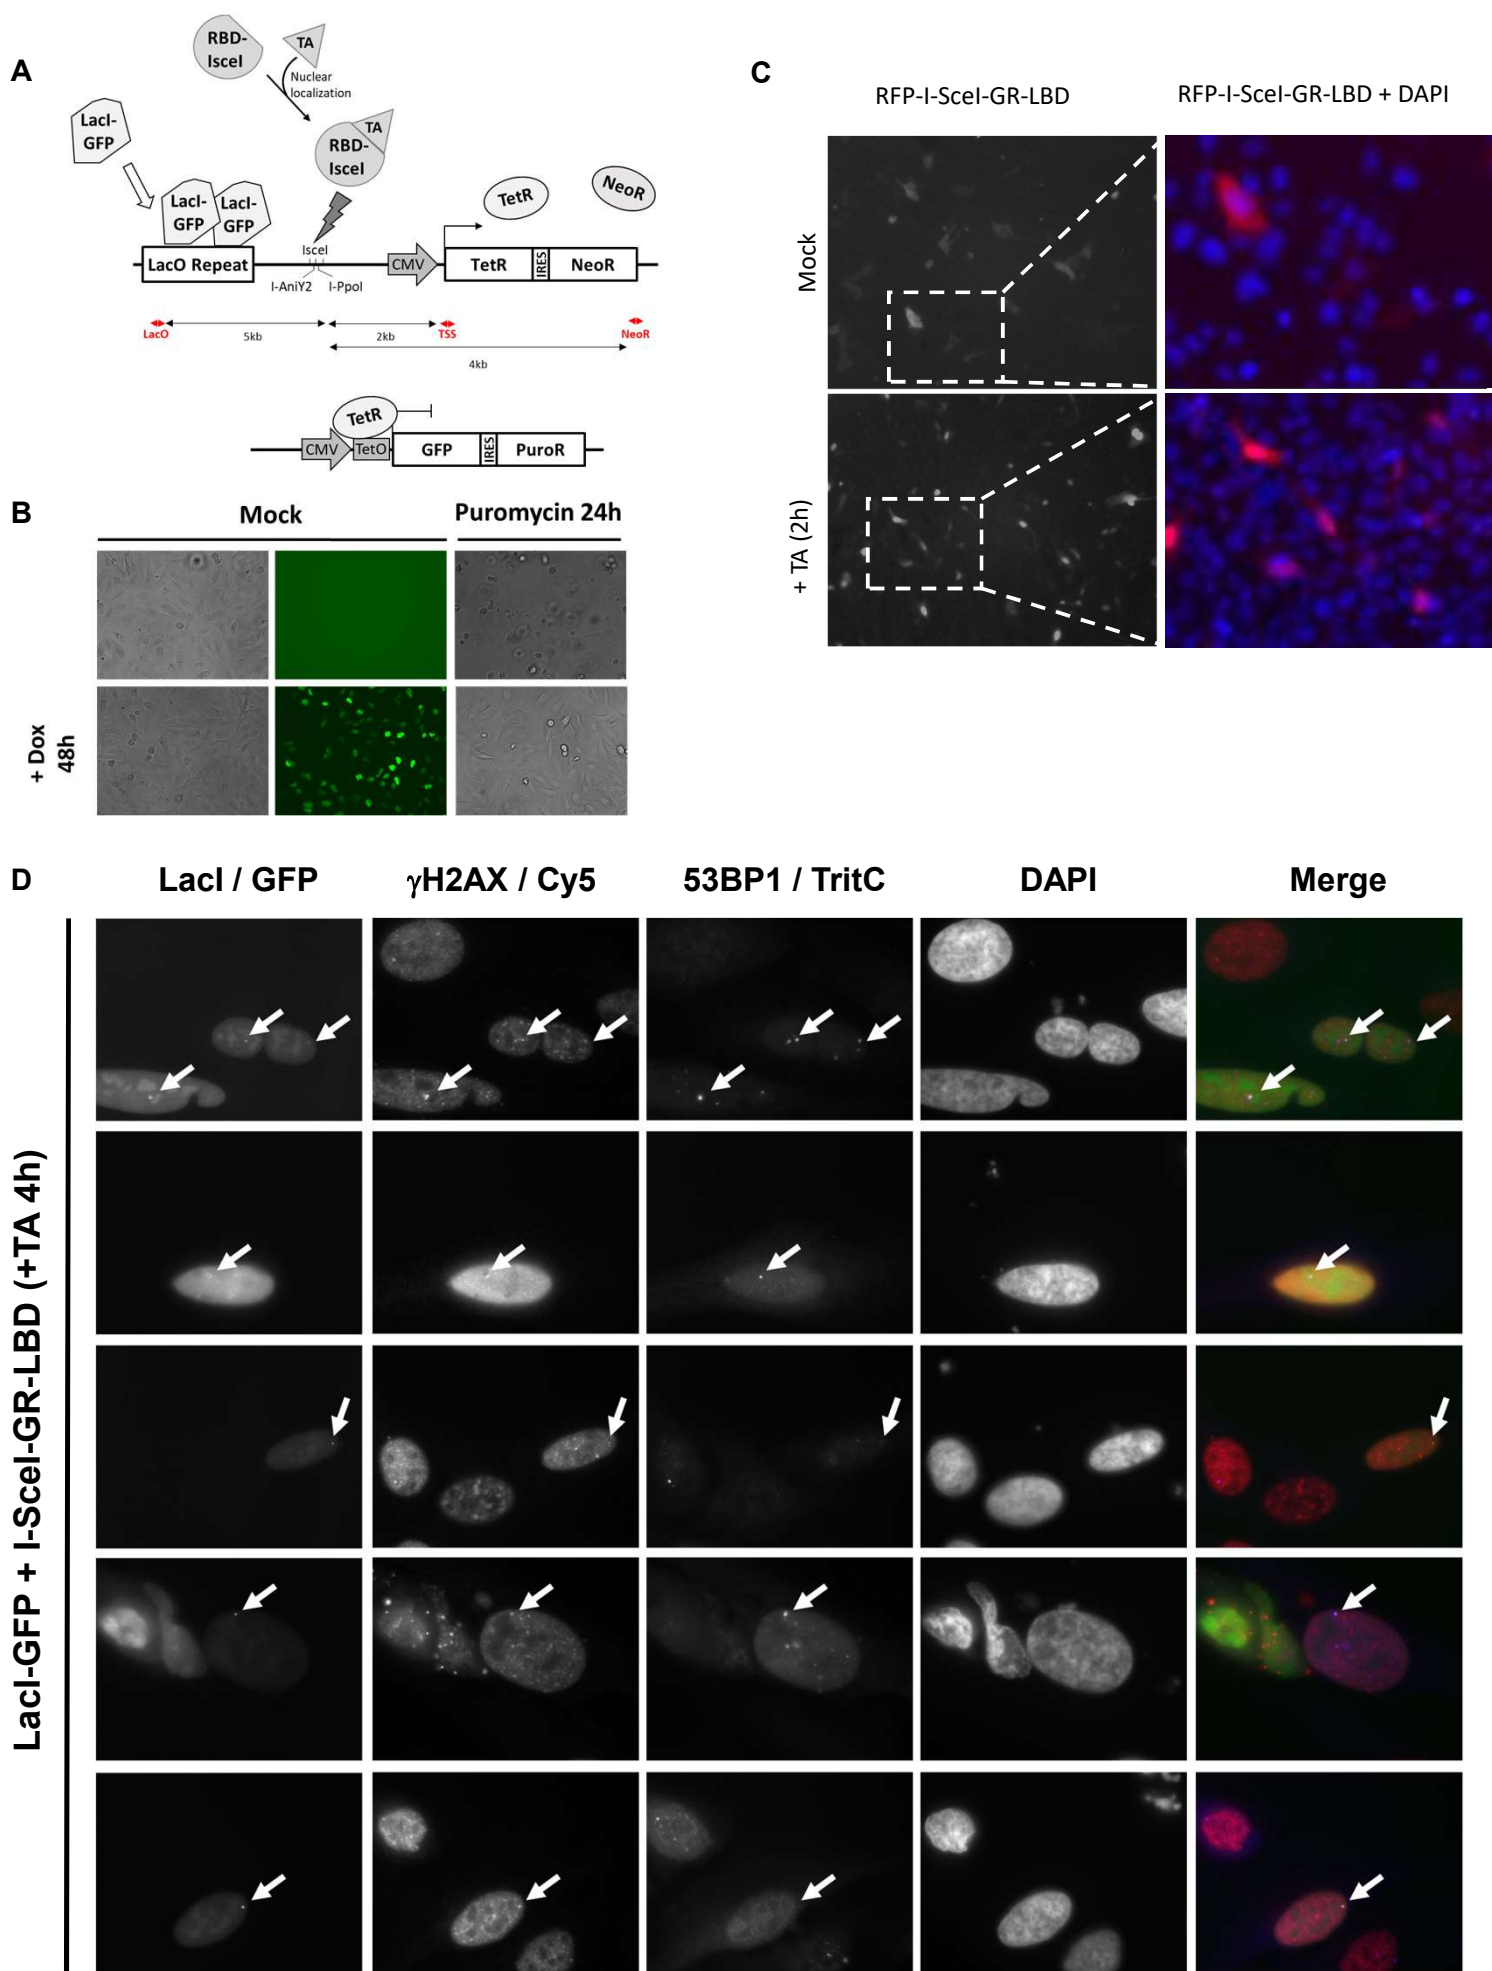 A
RBD-
IsceI
TA
Nuclear
localization
LacI-
GFP
TA
RBD-
IsceI
LacI-
GFP
LacI-
GFP
TetR
NeoR
IsceI
LacO Repeat
CMV
TetR
IRES
NeoR
I-AniY2
I-PpoI
LacO
5kb
2kb
TSS
NeoR
4kb
TetR
CMV
TetO
GFP
IRES
PuroR
B
Mock
Puromycin 24h
+ Dox
48h
C
RFP-I-SceI-GR-LBD
RFP-I-SceI-GR-LBD + DAPI
Mock
+ TA (2h)
D
LacI / GFP
γH2AX / Cy5
53BP1 / TritC
DAPI
Merge
LacI-GFP + I-SceI-GR-LBD (+TA 4h)